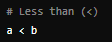 # Less than (<)
a < b